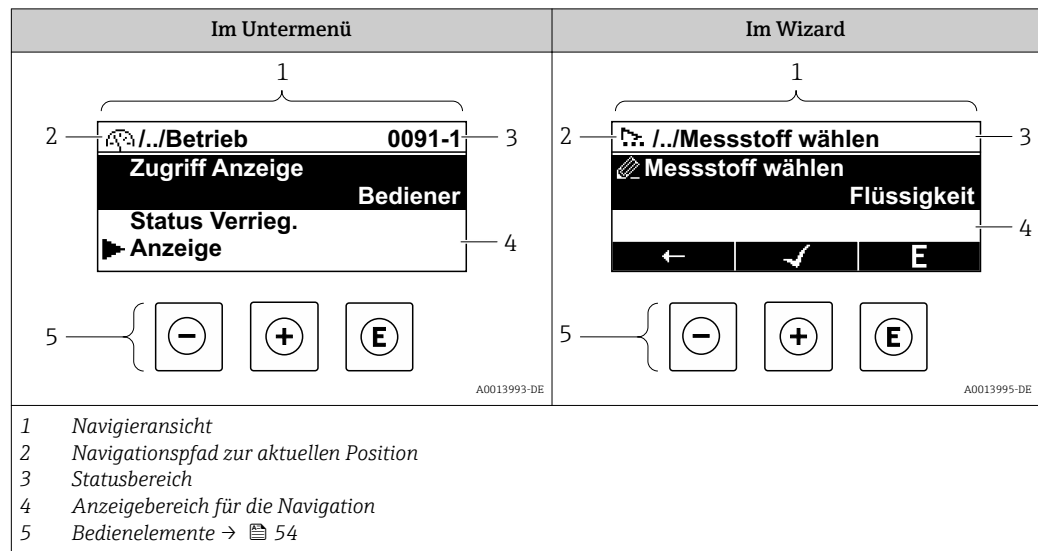 Im Untermenü
Im Wizard
1
1
2
/../Betrieb 0091-1
3
Zugriff Anzeige
Bediener
Status Verrieg.
Anzeige
4
5
- + E
A0013993-DE
2
/../Messstoff wählen
3
Messstoff wählen
Flüssigkeit
4
← ✓ E
5
- + E
A0013995-DE
1 Navigieransicht
2 Navigationspfad zur aktuellen Position
3 Statusbereich
4 Anzeigebereich für die Navigation
5 Bedienelemente → 54